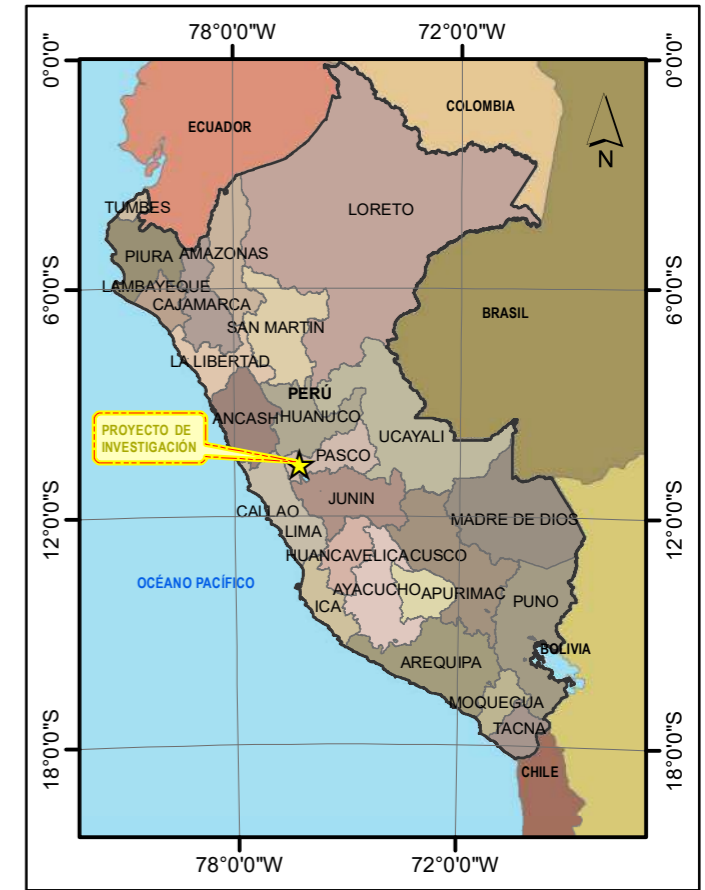 78°0'0"W
72°0'0"W
0°0'0"
0°0'0"
COLOMBIA
ECUADOR
N
TUMBES
LORETO
PIURA
AMAZONAS
6°0'0"S
6°0'0"S
LAMBAYEQUE
CAJAMARCA
BRASIL
SAN MARTIN
LA LIBERTAD
PERÚ
ANCASH
HUANUCO
PROYECTO DE
INVESTIGACIÓN
UCAYALI
PASCO
JUNIN
CALLAO
MADRE DE DIOS
12°0'0"S
12°0'0"S
LIMA
HUANCAVELICA
CUSCO
OCÉANO PACÍFICO
AYACUCHO
APURIMAC
PUNO
ICA
BOLIVIA
AREQUIPA
MOQUEGUA
TACNA
18°0'0"S
18°0'0"S
CHILE
78°0'0"W
72°0'0"W